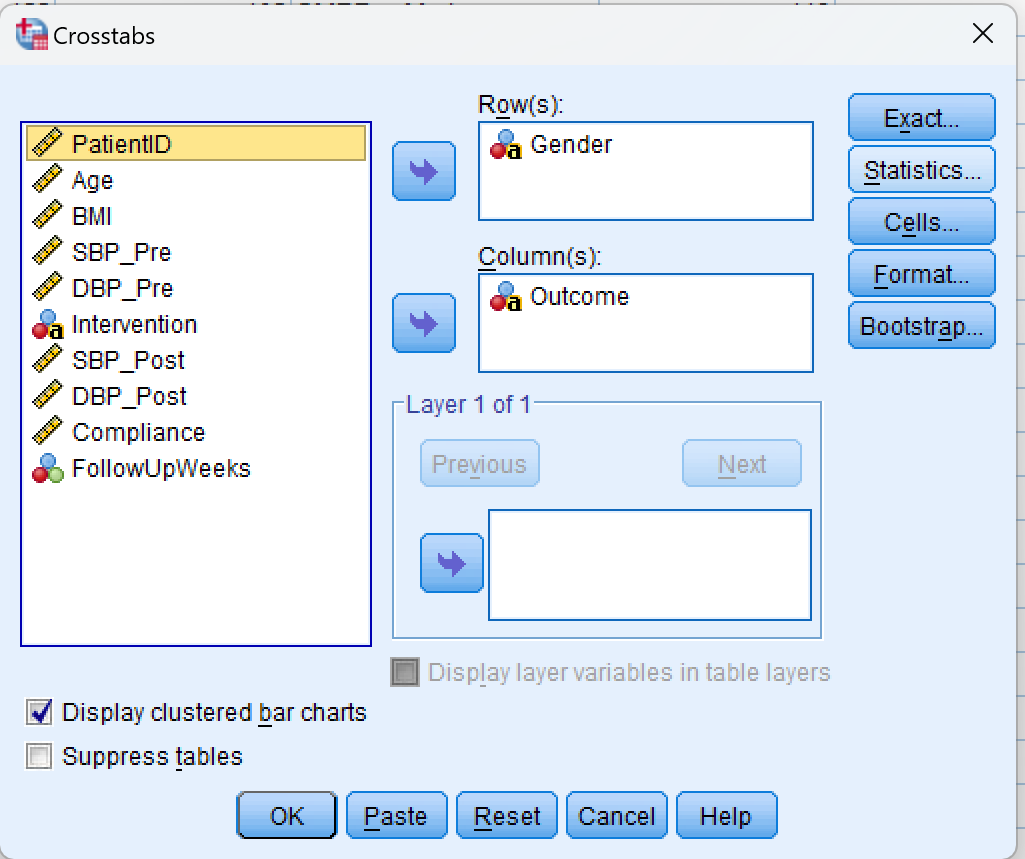 Crosstabs
PatientID
Age
BMI
SBP_Pre
DBP_Pre
Intervention
SBP_Post
DBP_Post
Compliance
FollowUpWeeks
Row(s):
Gender
Column(s):
Outcome
Layer 1 of 1
Previous
Next
Display layer variables in table layers
Exact...
Statistics...
Cells...
Format...
Bootstrap...
Display clustered bar charts
Suppress tables
OK
Paste
Reset
Cancel
Help